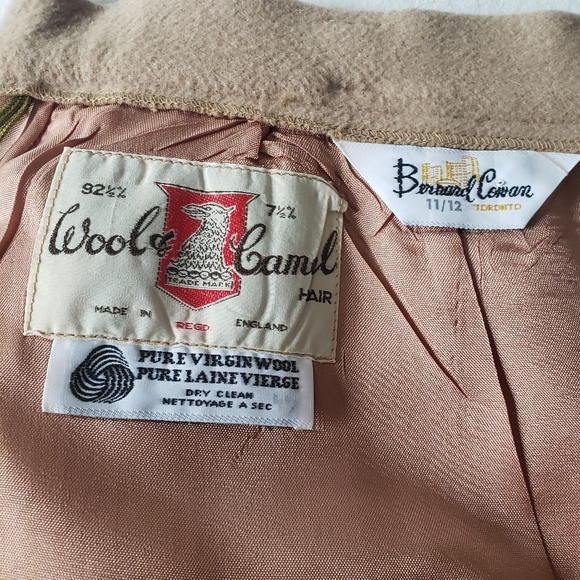 92½%
7½%
Wool & Camel
HAIR
TRADE MARK
MADE IN REGD. ENGLAND
PURE VIRGIN WOOL
PURE LAINE VIERGE
DRY CLEAN
NETTOYAGE A SEC
Bernard Cowan
11/12 TORONTO